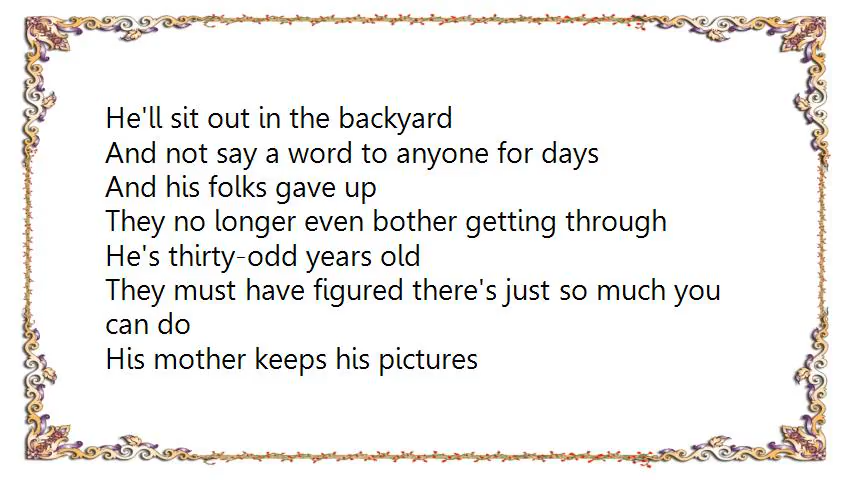 He'll sit out in the backyard
And not say a word to anyone for days
And his folks gave up
They no longer even bother getting through
He's thirty-odd years old
They must have figured there's just so much you
can do
His mother keeps his pictures